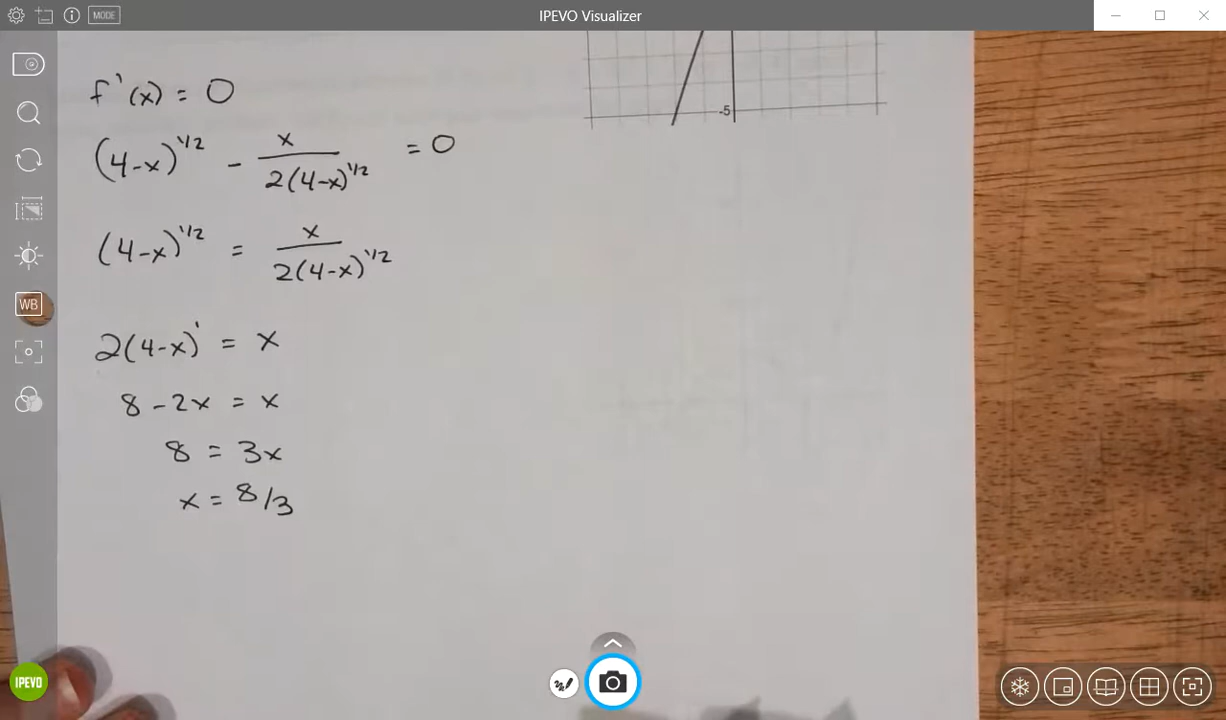 IPEVO Visualizer
MODE
f'(x) = 0
-5
(4-x)^1/2 - x/2(4-x)^1/2 = 0
(4-x)^1/2 = x/2(4-x)^1/2
WB
2(4-x)' = x
8 - 2x = x
8 = 3x
x = 8/3
IPEVO